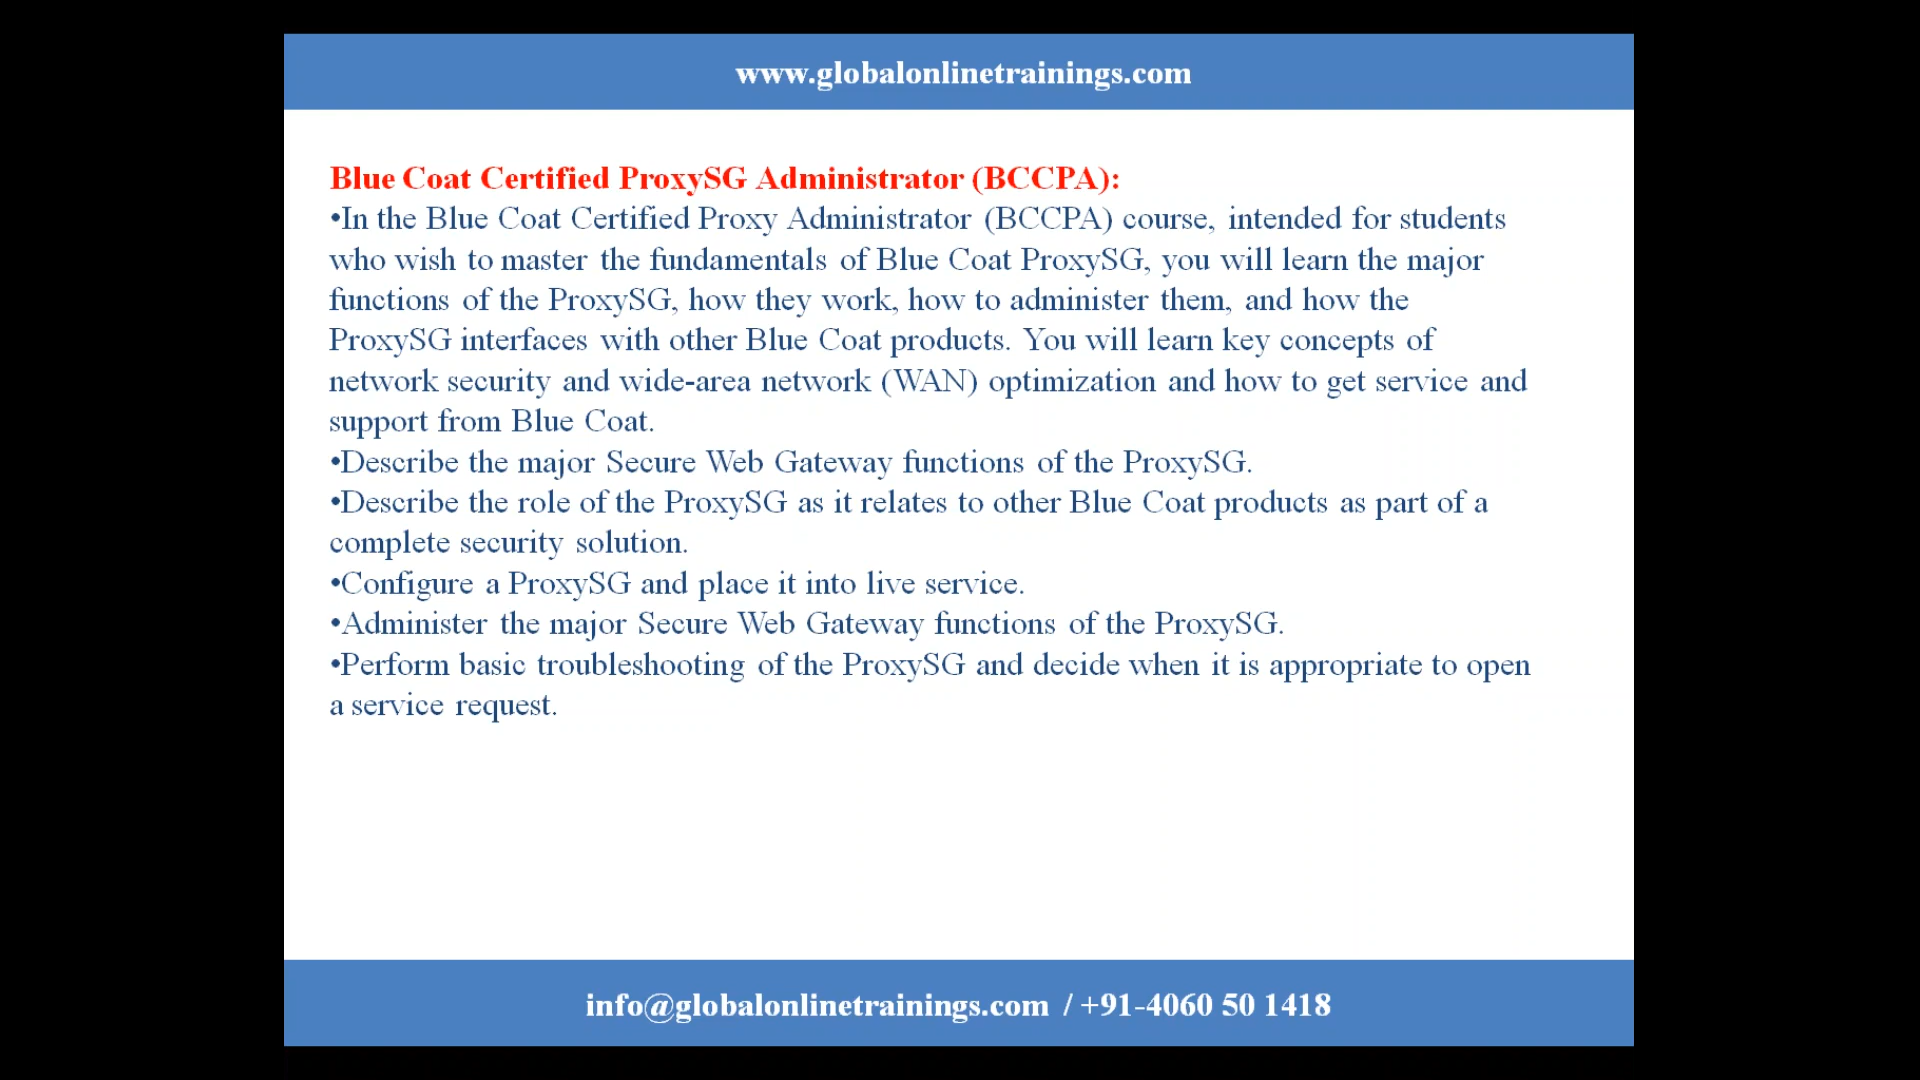 www.globalonlinetrainings.com
Blue Coat Certified ProxySG Administrator (BCCPA):
•In the Blue Coat Certified Proxy Administrator (BCCPA) course, intended for students
who wish to master the fundamentals of Blue Coat ProxySG, you will learn the major
functions of the ProxySG, how they work, how to administer them, and how the
ProxySG interfaces with other Blue Coat products. You will learn key concepts of
network security and wide-area network (WAN) optimization and how to get service and
support from Blue Coat.
•Describe the major Secure Web Gateway functions of the ProxySG.
•Describe the role of the ProxySG as it relates to other Blue Coat products as part of a
complete security solution.
•Configure a ProxySG and place it into live service.
•Administer the major Secure Web Gateway functions of the ProxySG.
•Perform basic troubleshooting of the ProxySG and decide when it is appropriate to open
a service request.
info@globalonlinetrainings.com / +91-4060 50 1418